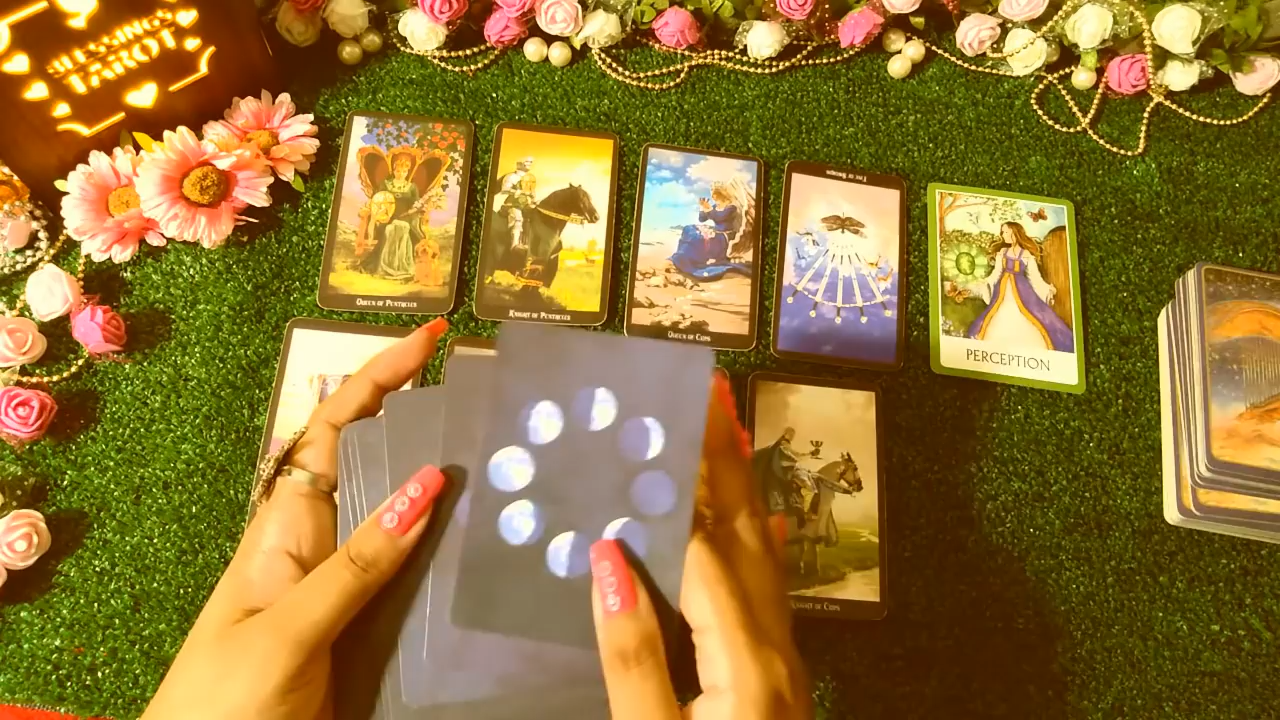 BLESSINGS
TAROT
QUEEN OF PENTACLES
KNIGHT OF PENTACLES
QUEEN OF CUPS
PERCEPTION
KNIGHT OF CUPS